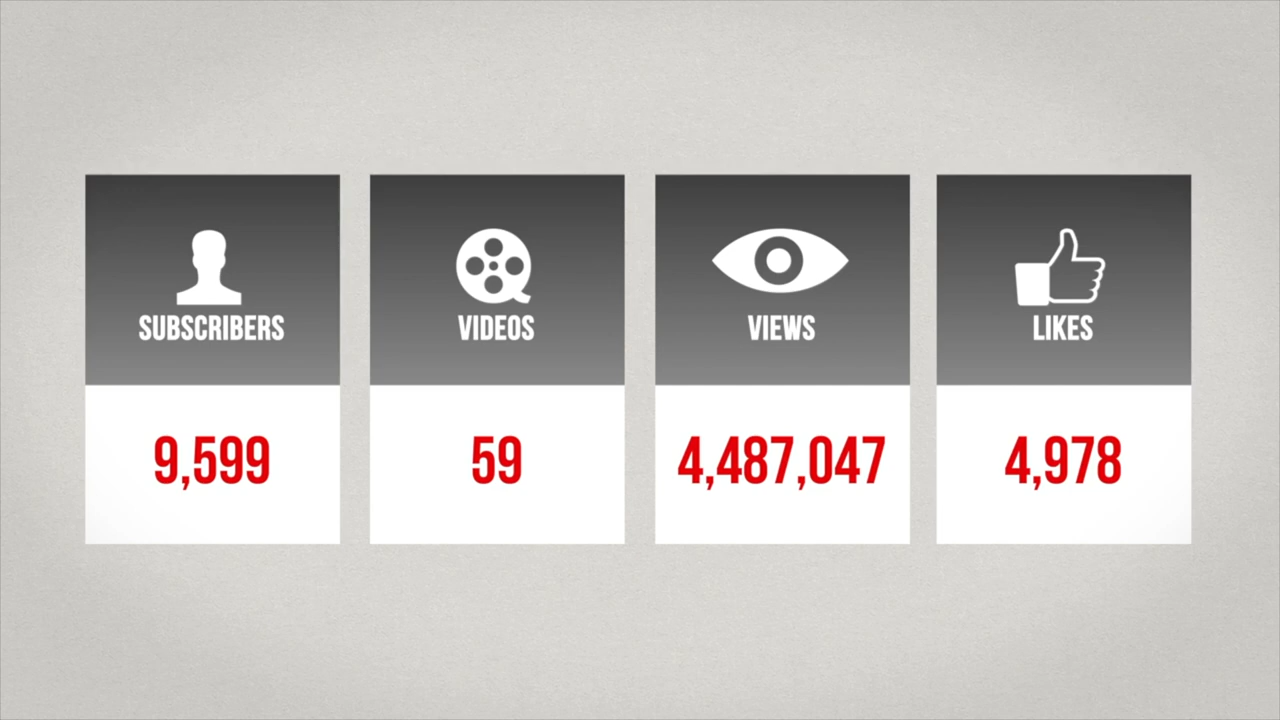 SUBSCRIBERS
9,599
VIDEOS
59
VIEWS
4,487,047
LIKES
4,978